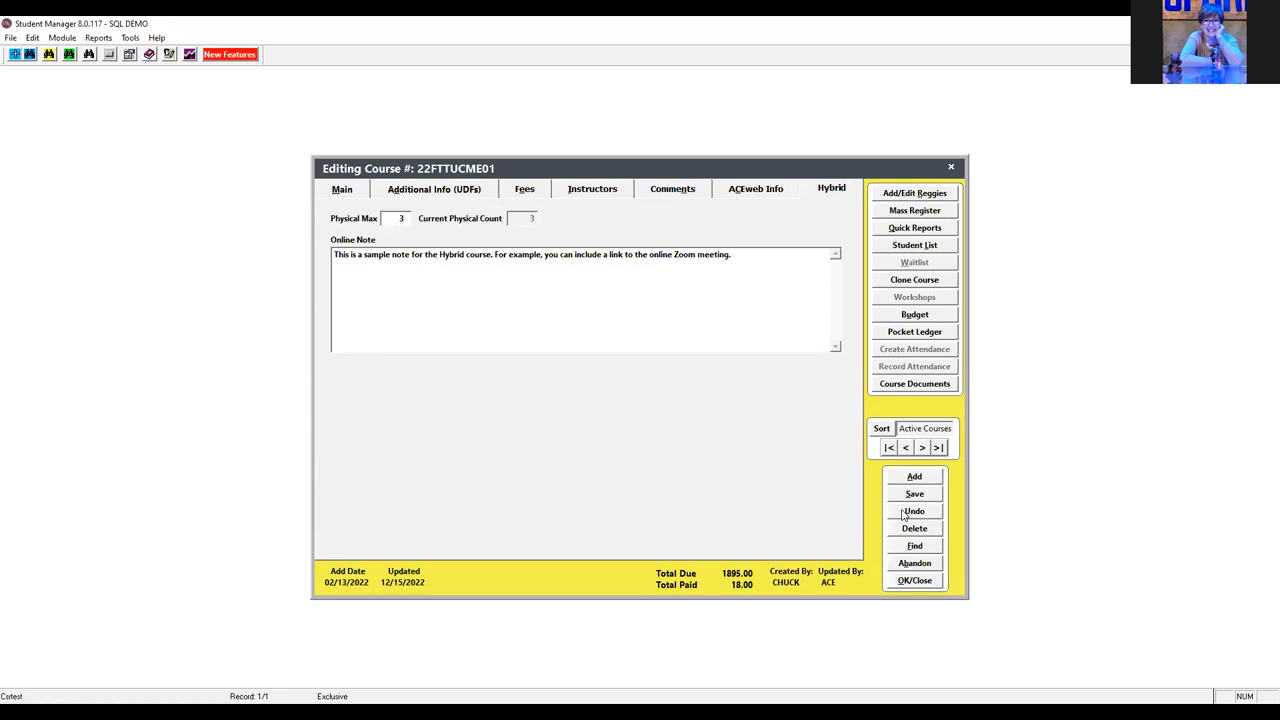 Student Manager 8.0.117 - SQL DEMO
File Edit Module Reports Tools Help
New Features
Editing Course #: 22FTTUCME01
Main Additional Info (UDFs) Fees Instructors Comments ACEweb Info Hybrid
Physical Max 3 Current Physical Count 3
Online Note
This is a sample note for the Hybrid course. For example, you can include a link to the online Zoom meeting.
Add/Edit Reggies
Mass Register
Quick Reports
Student List
Waitlist
Clone Course
Workshops
Budget
Pocket Ledger
Create Attendance
Record Attendance
Course Documents
Sort Active Courses
|< < > >|
Add
Save
Undo
Delete
Find
Abandon
OK/Close
Add Date Updated
02/13/2022 12/15/2022
Total Due 1895.00
Total Paid 18.00
Created By: Updated By:
CHUCK ACE
Csrtest Record: 1/1 Exclusive NUM